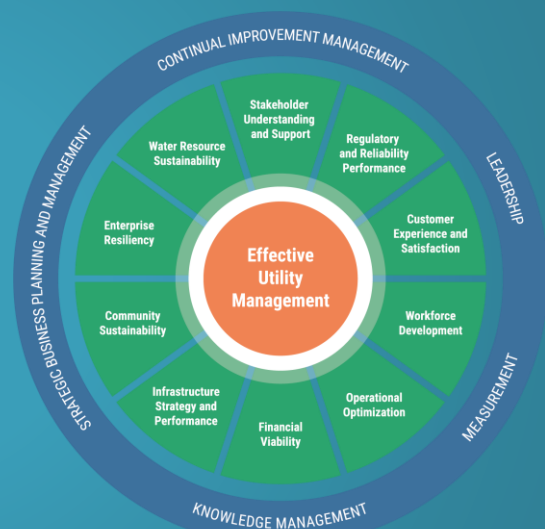 CONTINUAL IMPROVEMENT MANAGEMENT
LEADERSHIP
MEASUREMENT
KNOWLEDGE MANAGEMENT
STRATEGIC BUSINESS PLANNING AND MANAGEMENT
Stakeholder
Understanding
and Support
Regulatory
and Reliability
Performance
Customer
Experience and
Satisfaction
Workforce
Development
Operational
Optimization
Financial
Viability
Infrastructure
Strategy and
Performance
Community
Sustainability
Enterprise
Resiliency
Water Resource
Sustainability
Effective
Utility
Management